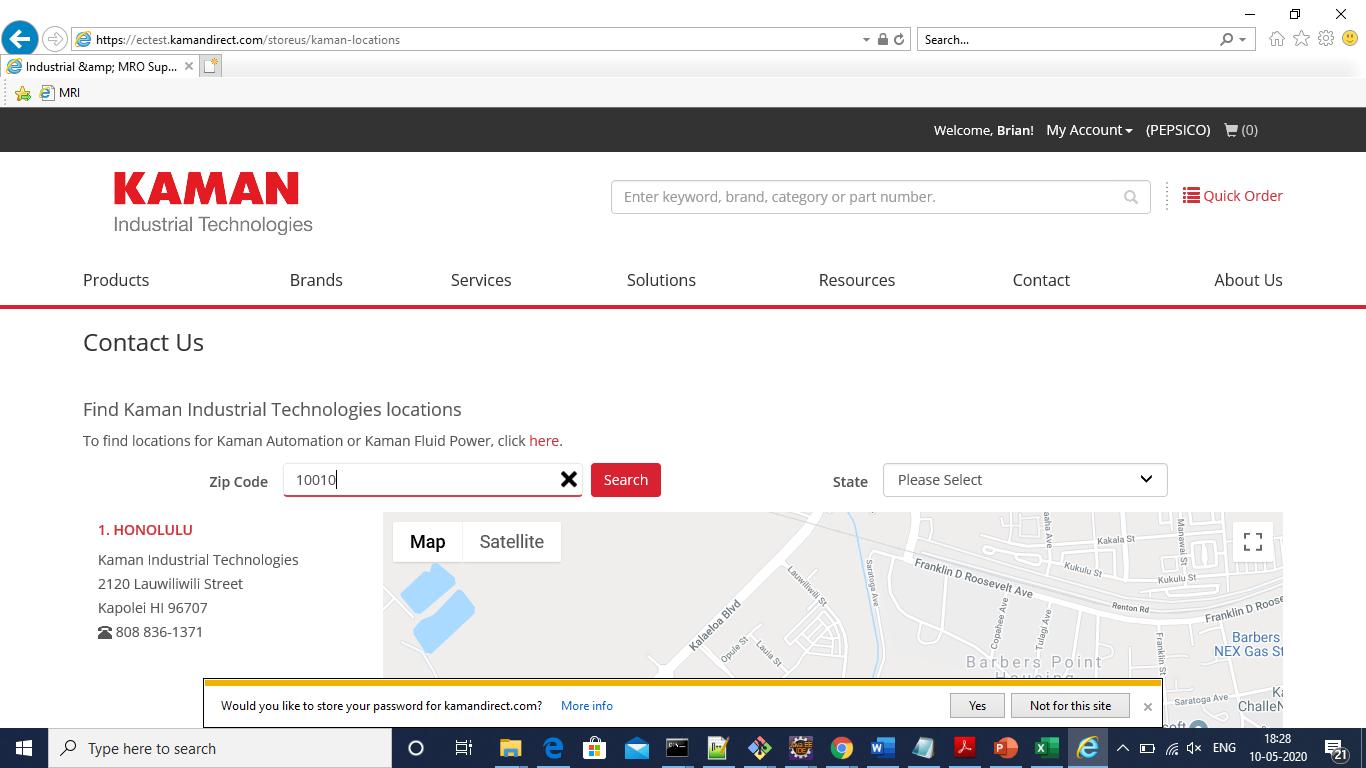 https://ectest.kamandirect.com/storeus/kaman-locations
Search...
Industrial &amp; MRO Sup...
MRI
Welcome, Brian! My Account (PEPSICO) (0)
KAMAN
Industrial Technologies
Enter keyword, brand, category or part number.
Quick Order
Products Brands Services Solutions Resources Contact About Us
Contact Us
Find Kaman Industrial Technologies locations
To find locations for Kaman Automation or Kaman Fluid Power, click here.
Zip Code 10010 Search State Please Select
1. HONOLULU
Kaman Industrial Technologies
2120 Lauwiliwili Street
Kapolei HI 96707
808 836-1371
Map Satellite
Kalaeloa Blvd
Lauwiliwili St
Opule St
Lauia St
Saratoga Ave
Franklin D Roosevelt Ave
Copahee Ave
Tulagi Ave
Kakala St
Kukulu St
Kukulu St
Manawai St
Renton Rd
Franklin D Roose
Franklin St
Barbers
NEX Gas St
Barbers Point
Housing
Saratoga Ave
ChalleN
Would you like to store your password for kamandirect.com? More info Yes Not for this site
Type here to search
ENG
18:28
10-05-2020
21